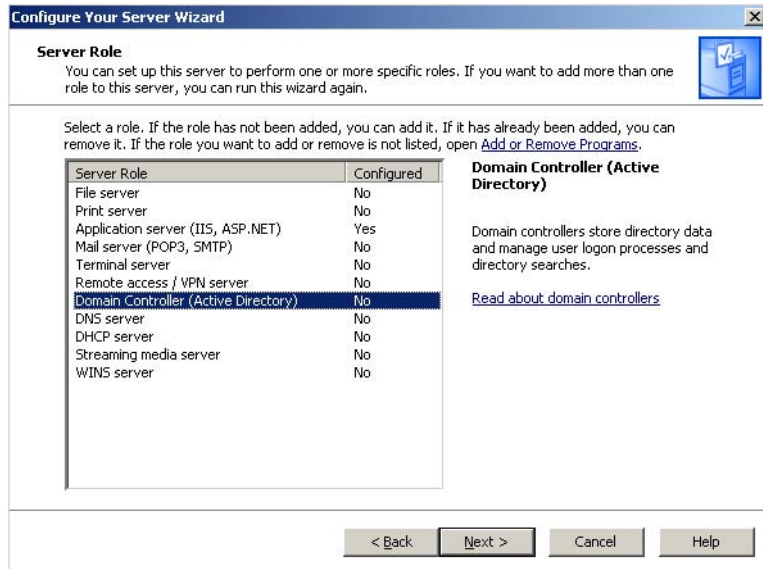 Configure Your Server Wizard
Server Role
You can set up this server to perform one or more specific roles. If you want to add more than one
role to this server, you can run this wizard again.
Select a role. If the role has not been added, you can add it. If it has already been added, you can
remove it. If the role you want to add or remove is not listed, open Add or Remove Programs.
Server Role Configured
File server No
Print server No
Application server (IIS, ASP.NET) Yes
Mail server (POP3, SMTP) No
Terminal server No
Remote access / VPN server No
Domain Controller (Active Directory) No
DNS server No
DHCP server No
Streaming media server No
WINS server No
Domain Controller (Active
Directory)
Domain controllers store directory data
and manage user logon processes and
directory searches.
Read about domain controllers
< Back Next > Cancel Help